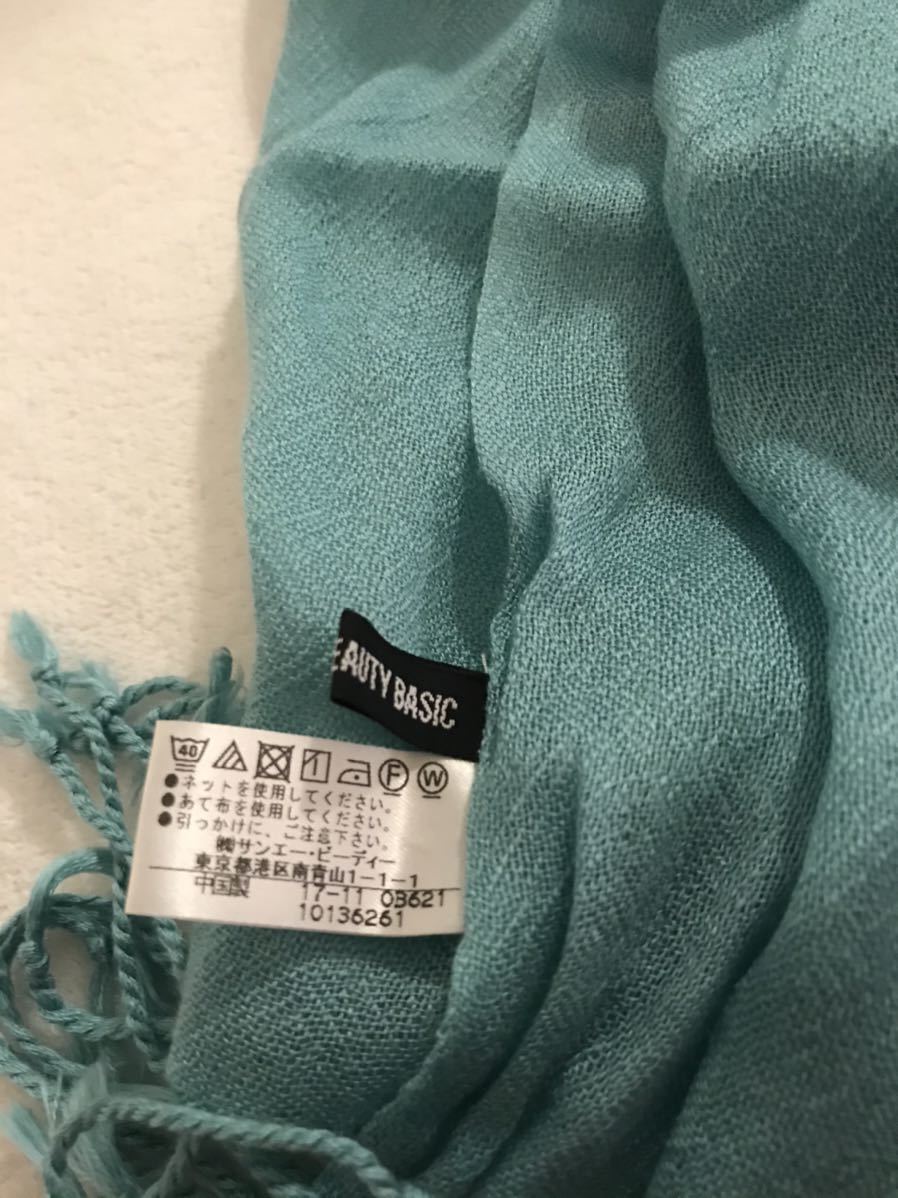 EAUTY BASIC
40 F W
●ネットを使用してください。
●あて布を使用してください。
●引っかけに、ご注意下さい。
㈱サンエー・ビーディー
東京都港区南青山1-1-1
中国製 17-11 03621
10136261